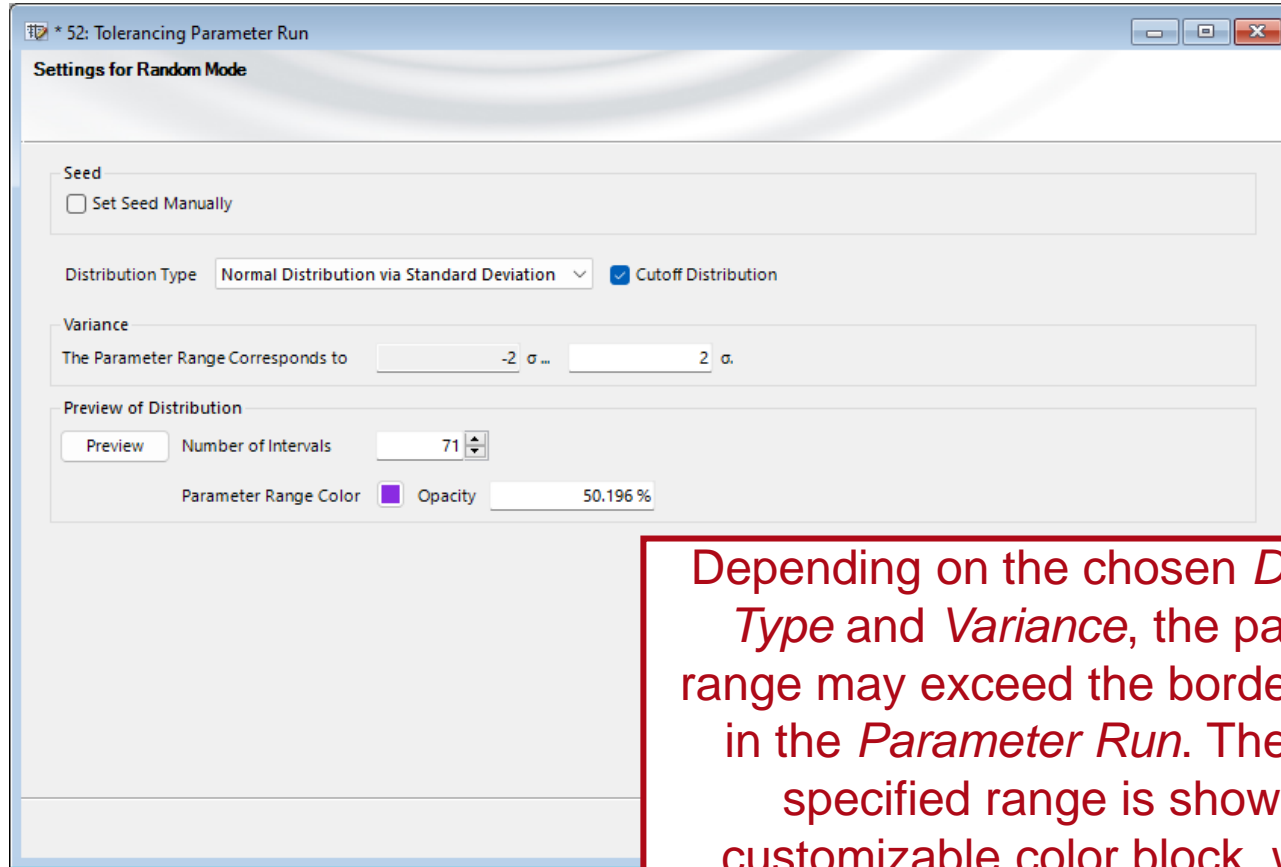 * 52: Tolerancing Parameter Run
Settings for Random Mode
Seed
Set Seed Manually
Distribution Type Normal Distribution via Standard Deviation Cutoff Distribution
Variance
The Parameter Range Corresponds to -2 σ ... 2 σ.
Preview of Distribution
Preview Number of Intervals 71
Parameter Range Color Opacity 50.196 %
Depending on the chosen
Type and Variance, the
range may exceed the
in the Parameter Run.
specified range is
customizable color block,